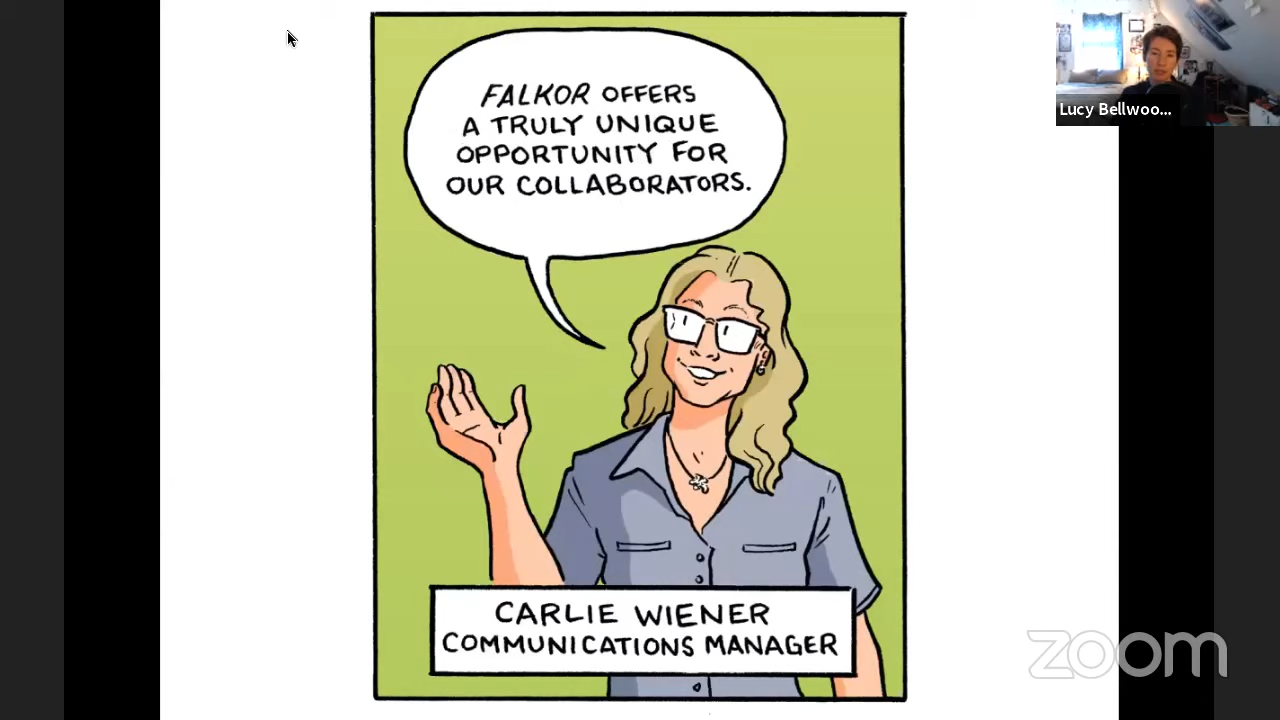 FALKOR OFFERS
A TRULY UNIQUE
OPPORTUNITY FOR
OUR COLLABORATORS.
Lucy Bellwoo...
CARLIE WIENER
COMMUNICATIONS MANAGER
zoom